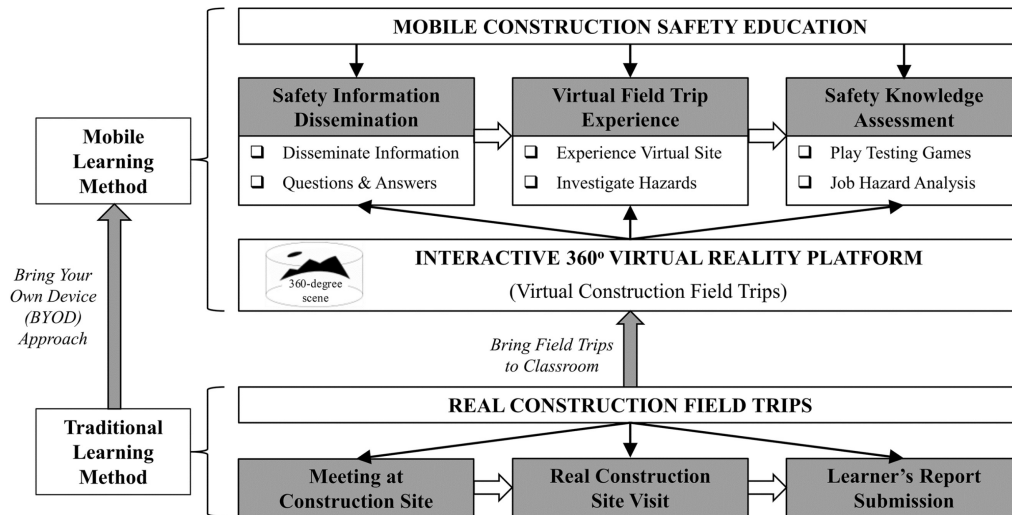 MOBILE CONSTRUCTION SAFETY EDUCATION
Safety Information
Dissemination
❑ Disseminate Information
❑ Questions & Answers
Virtual Field Trip
Experience
❑ Experience Virtual Site
❑ Investigate Hazards
Safety Knowledge
Assessment
❑ Play Testing Games
❑ Job Hazard Analysis
Mobile
Learning
Method
INTERACTIVE 360º VIRTUAL REALITY PLATFORM
(Virtual Construction Field Trips)
360-degree
scene
Bring Your
Own Device
(BYOD)
Approach
Bring Field Trips
to Classroom
Traditional
Learning
Method
REAL CONSTRUCTION FIELD TRIPS
Meeting at
Construction Site
Real Construction
Site Visit
Learner's Report
Submission